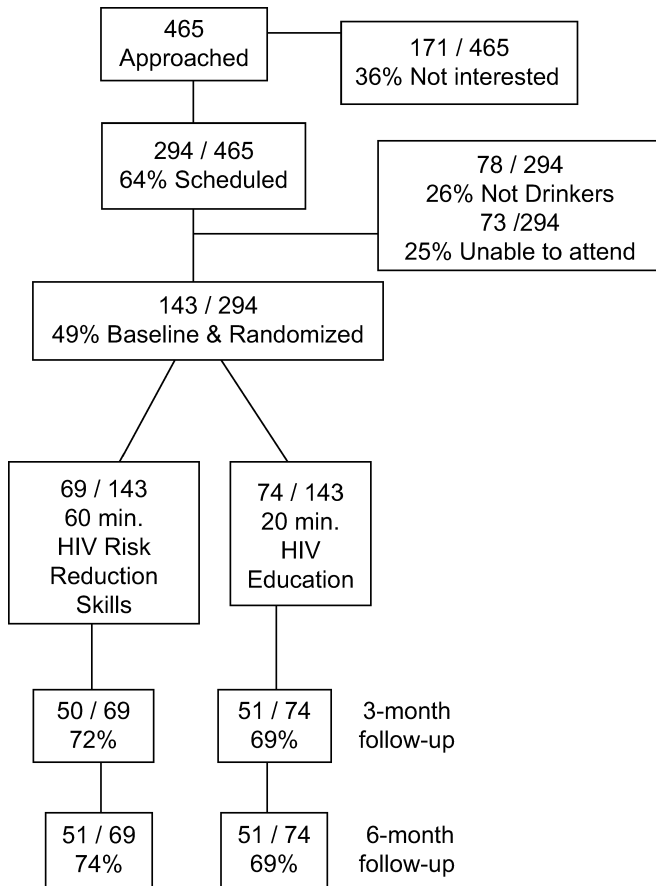 465
Approached
171 / 465
36% Not interested
294 / 465
64% Scheduled
78 / 294
26% Not Drinkers
73 /294
25% Unable to attend
143 / 294
49% Baseline & Randomized
69 / 143
60 min.
HIV Risk
Reduction
Skills
74 / 143
20 min.
HIV
Education
50 / 69
72%
51 / 74
69%
3-month
follow-up
51 / 69
74%
51 / 74
69%
6-month
follow-up